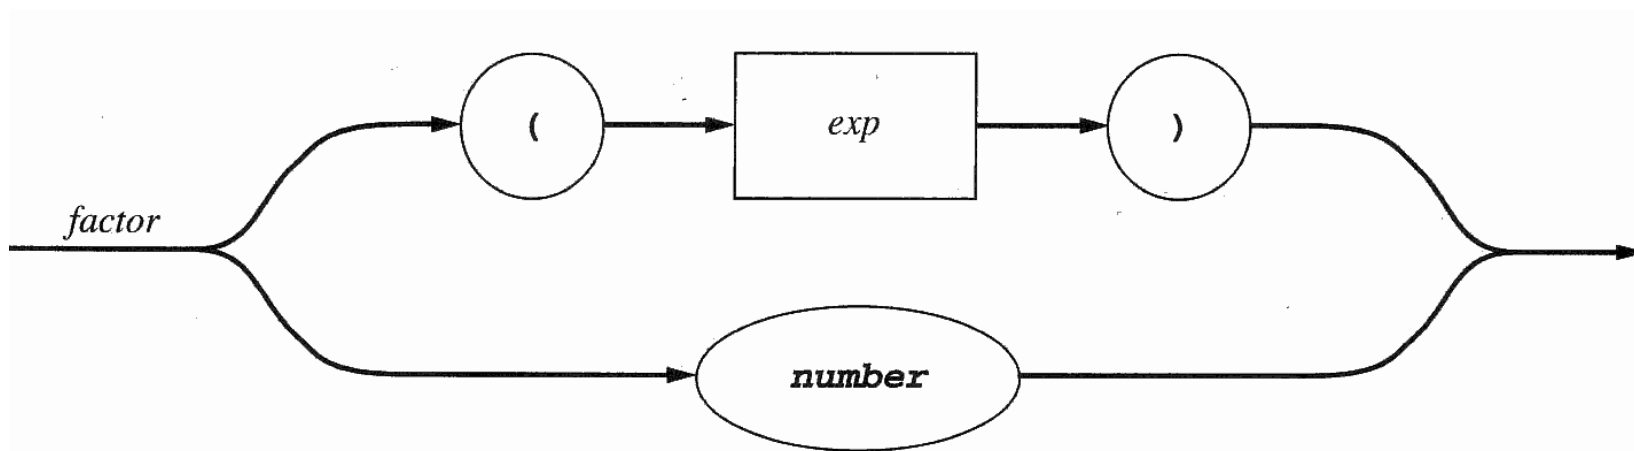 ( exp )
factor
number